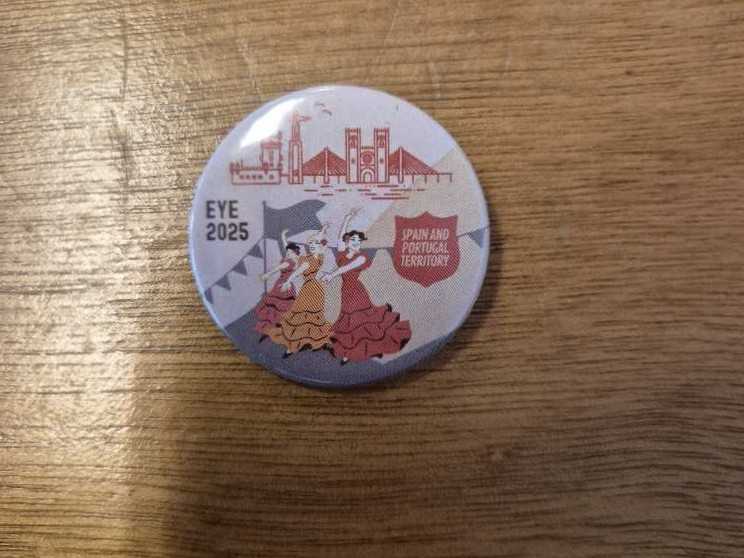 EYE
2025
SPAIN AND
PORTUGAL
TERRITORY